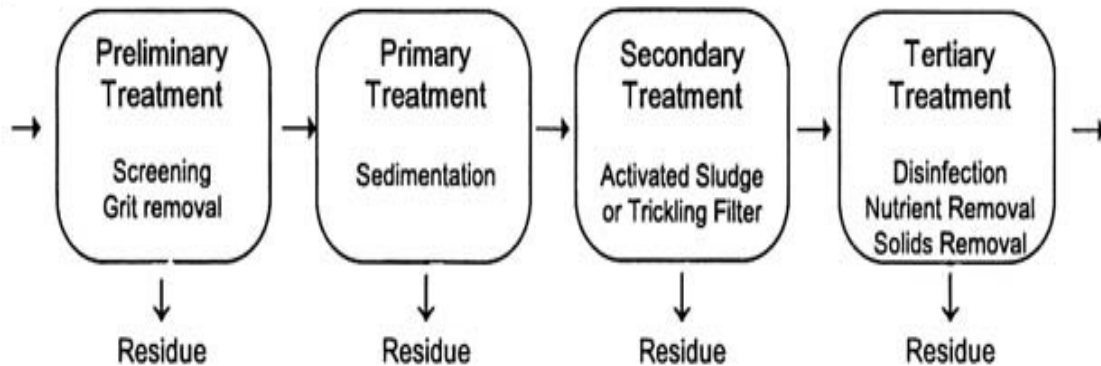 Preliminary
Treatment
Screening
Grit removal
Primary
Treatment
Sedimentation
Secondary
Treatment
Activated Sludge
or Trickling Filter
Tertiary
Treatment
Disinfection
Nutrient Removal
Solids Removal
Residue
Residue
Residue
Residue